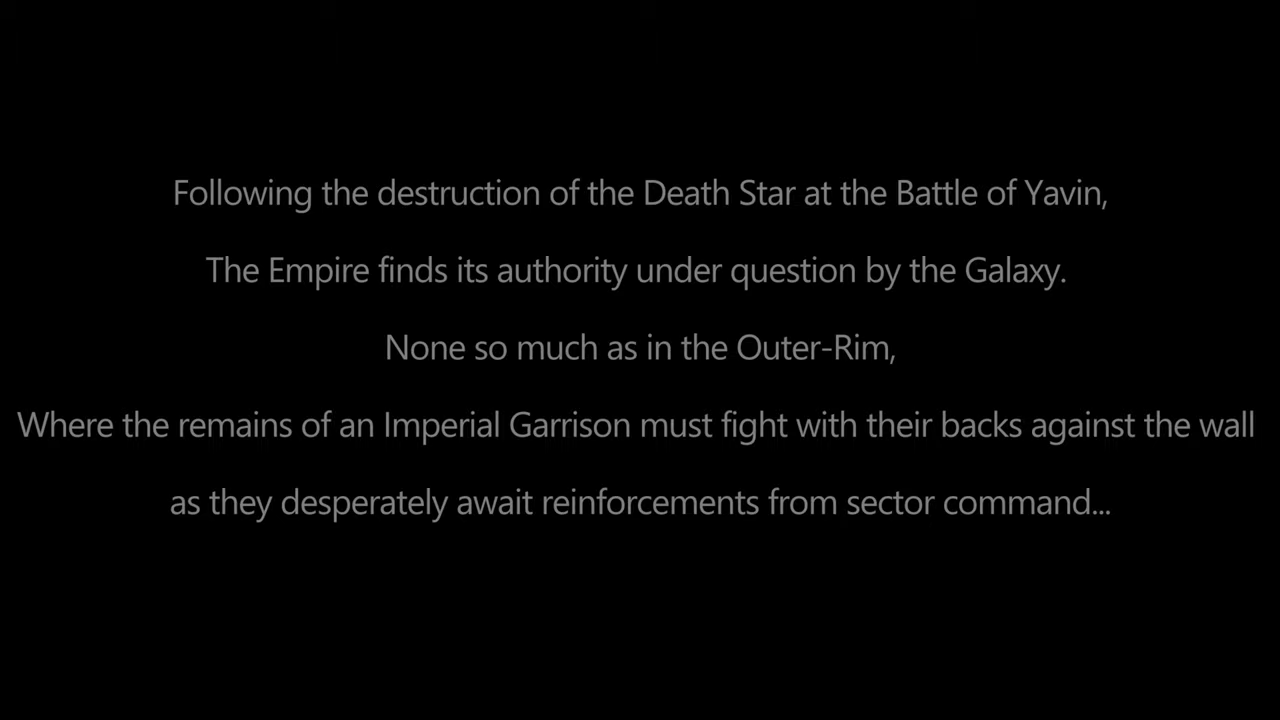 Following the destruction of the Death Star at the Battle of Yavin,
The Empire finds its authority under question by the Galaxy.
None so much as in the Outer-Rim,
Where the remains of an Imperial Garrison must fight with their backs against the wall
as they desperately await reinforcements from sector command...